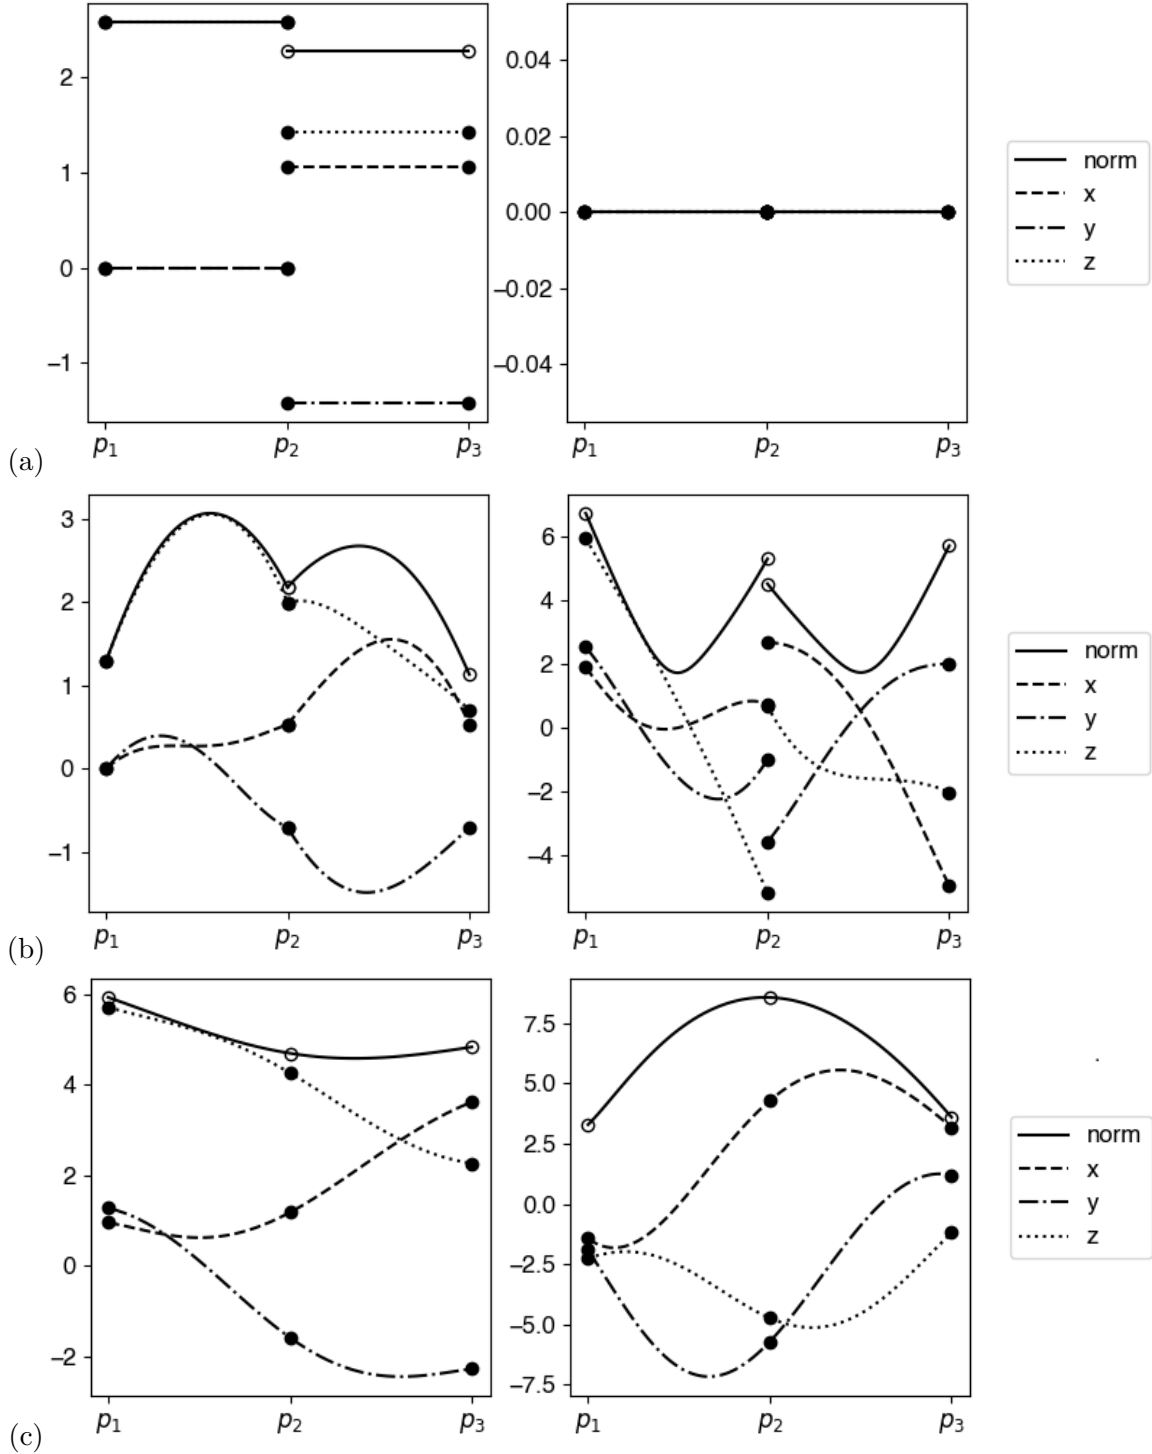 2
1
0
−1
p₁ p₂ p₃
0.04
0.02
0.00
−0.02
−0.04
p₁ p₂ p₃
norm
x
y
z
(a)
3
2
1
0
−1
p₁ p₂ p₃
6
4
2
0
−2
−4
p₁ p₂ p₃
norm
x
y
z
(b)
6
4
2
0
−2
p₁ p₂ p₃
7.5
5.0
2.5
0.0
−2.5
−5.0
−7.5
p₁ p₂ p₃
norm
x
y
z
(c)